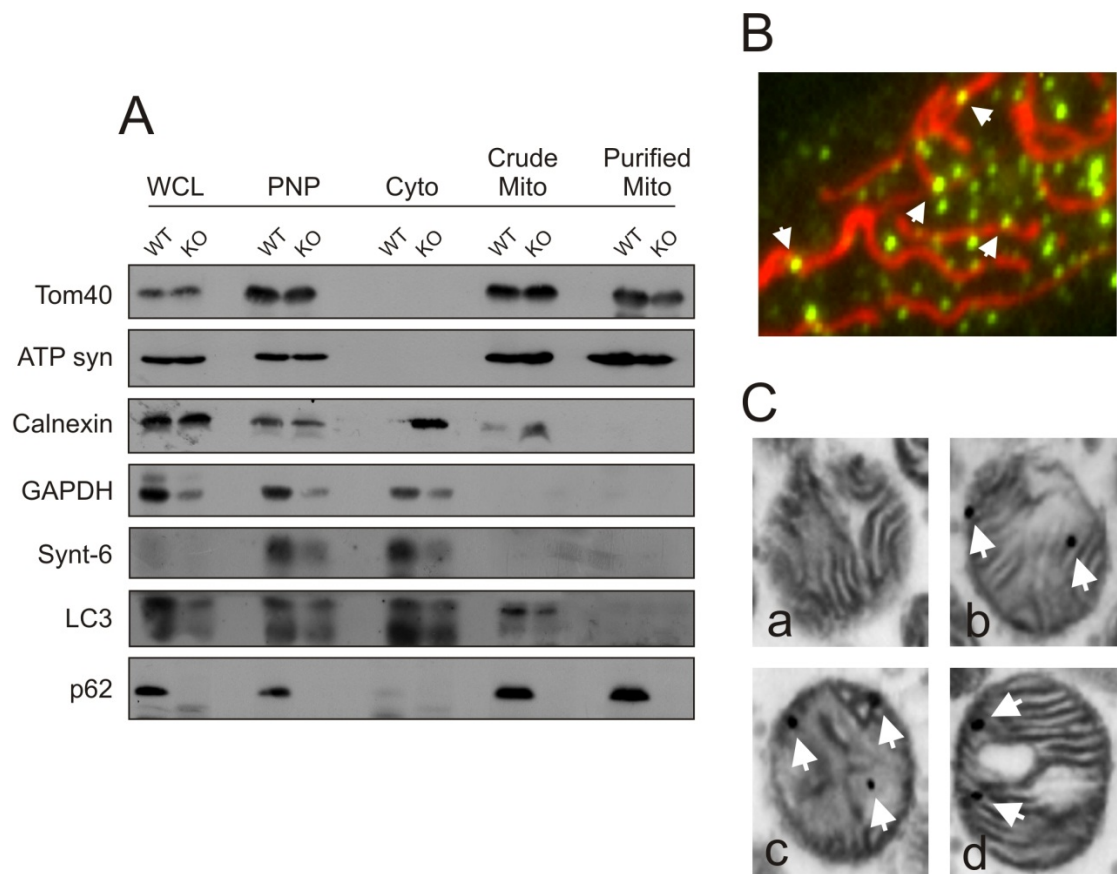 A
WCL PNP Cyto Crude Mito Purified Mito
WT KO WT KO WT KO WT KO WT KO
Tom40
ATP syn
Calnexin
GAPDH
Synt-6
LC3
p62
B
C
a
b
c
d